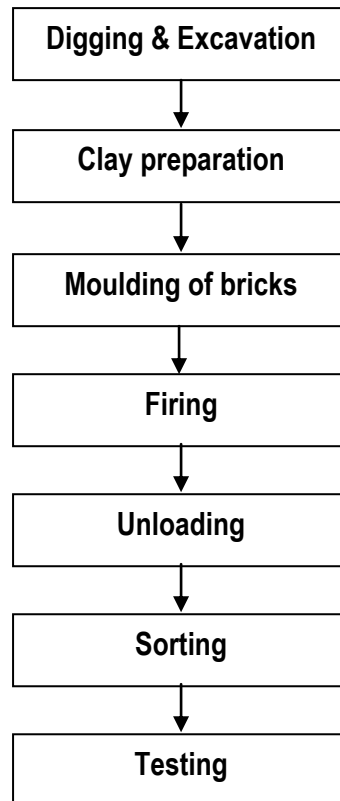 Digging & Excavation
Clay preparation
Moulding of bricks
Firing
Unloading
Sorting
Testing